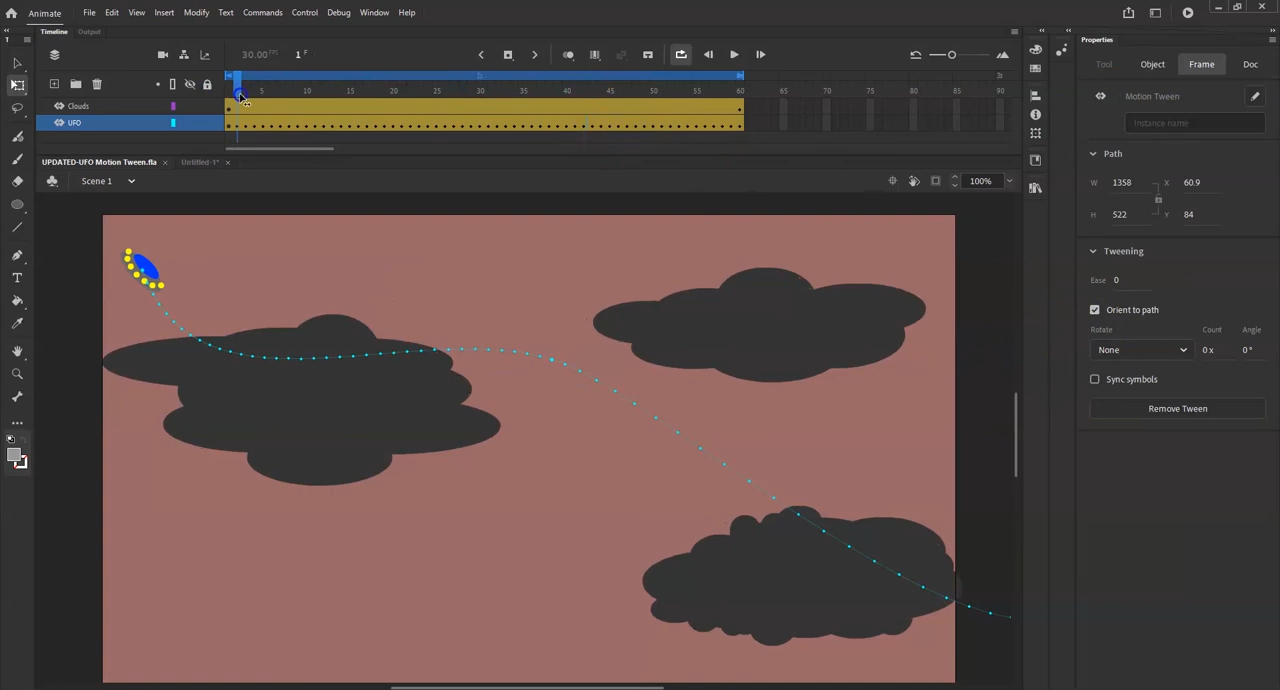 Animate File Edit View Insert Modify Text Commands Control Debug Window Help
Timeline Output
Properties
30.00 FPS 1 F
Tool Object Frame Doc
5 10 15 20 25 30 35 40 45 50 55 60 65 70 75 80 85 90
1s 2s 3s
Clouds
UFO
Motion Tween
Instance name
Path
UPDATED-UFO Motion Tween.fla × Untitled-1* ×
Scene 1 100%
W 1358 X 60.9
H 522 Y 84
Tweening
Ease 0
Orient to path
Rotate Count Angle
None 0 x 0°
Sync symbols
Remove Tween